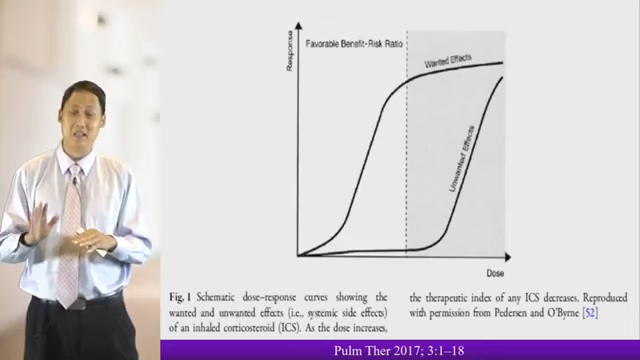 Response
Favorable Benefit-Risk Ratio
Wanted Effects
Unwanted Effects
Dose
Fig. 1 Schematic dose–response curves showing the
wanted and unwanted effects (i.e., systemic side effects)
of an inhaled corticosteroid (ICS). As the dose increases,
the therapeutic index of any ICS decreases. Reproduced
with permission from Pedersen and O'Byrne [52]
Pulm Ther 2017; 3:1–18